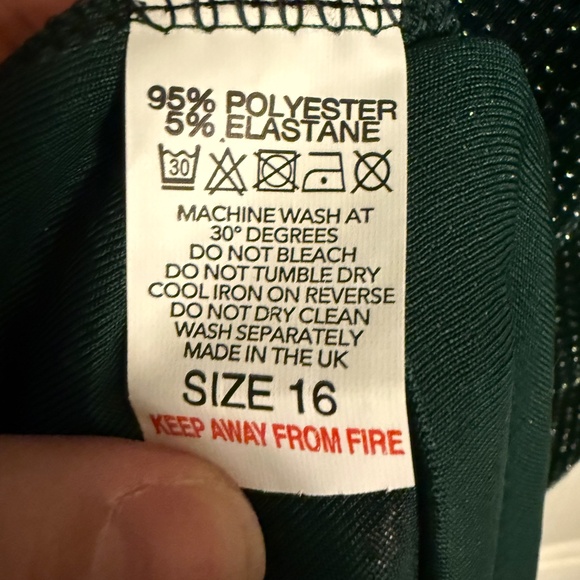 95% POLYESTER
5% ELASTANE
30
MACHINE WASH AT
30° DEGREES
DO NOT BLEACH
DO NOT TUMBLE DRY
COOL IRON ON REVERSE
DO NOT DRY CLEAN
WASH SEPARATELY
MADE IN THE UK
SIZE 16
KEEP AWAY FROM FIRE